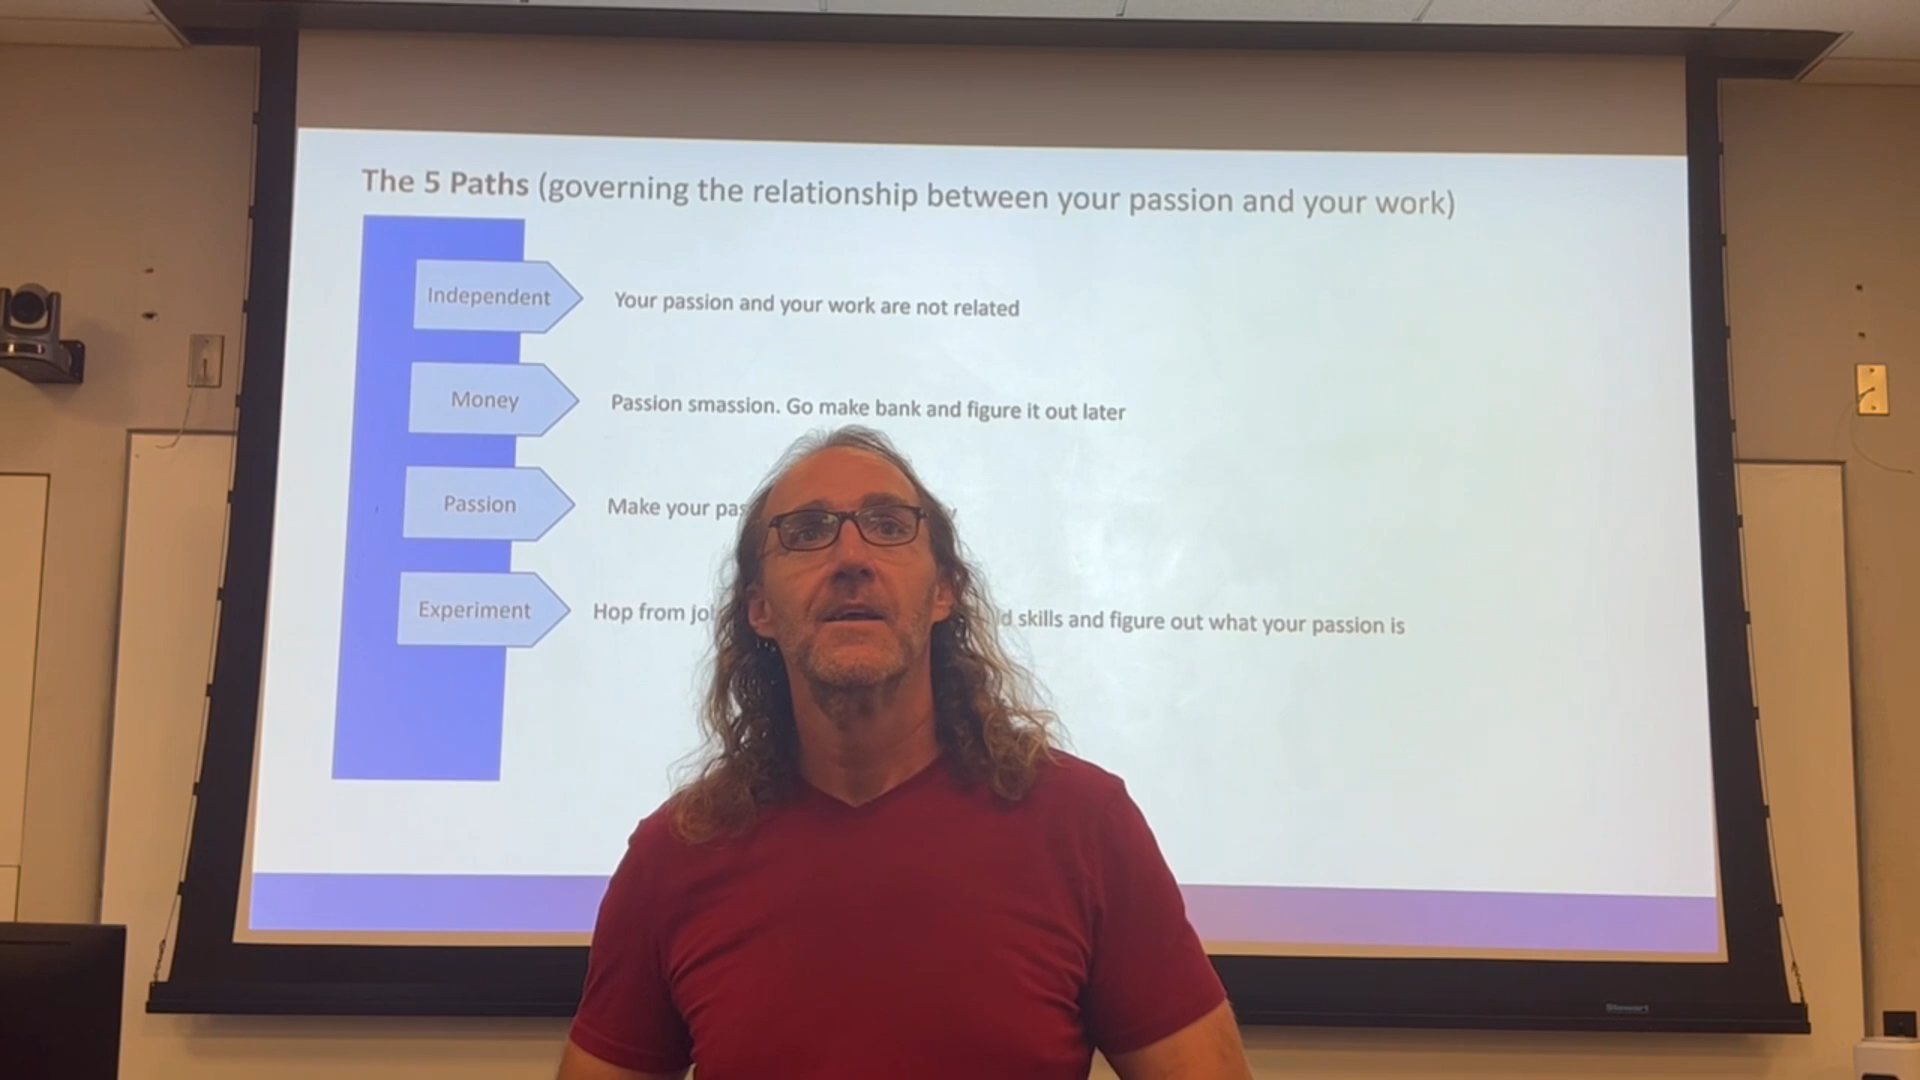 The 5 Paths (governing the relationship between your passion and your work)
Independent
Your passion and your work are not related
Money
Passion smassion. Go make bank and figure it out later
Passion
Make your
Experiment
Hop from
skills and figure out what your passion is
Stewart